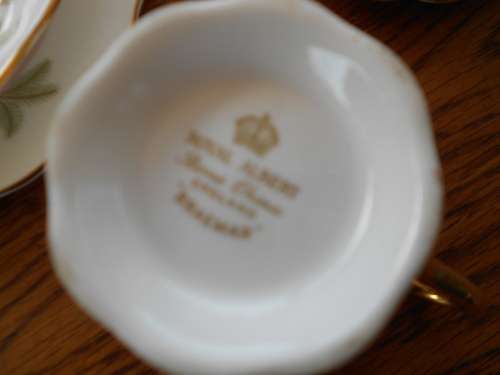 ROYAL ALBERT
Bone China
ENGLAND
"BRAEMAR"